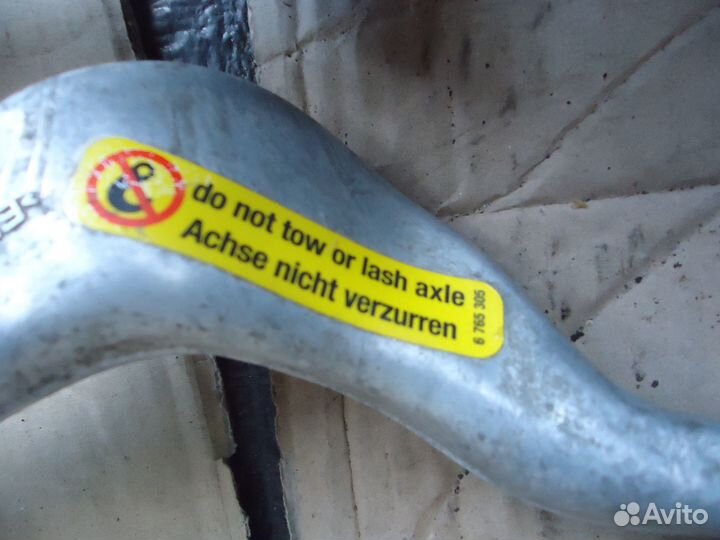 do not tow or lash axle
Achse nicht verzurren
6 765 305
Avito